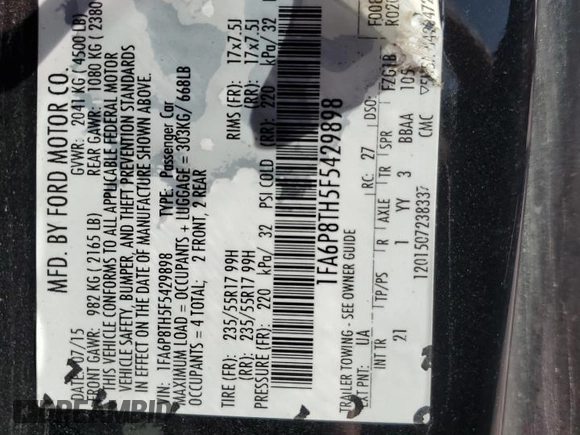 MFD. BY FORD MOTOR CO.
DATE: 07/15 GVWR: 2041 KG (4500 LB)
FRONT GAWR: 982 KG (2165 LB) REAR GAWR: 1080 KG (2380
THIS VEHICLE CONFORMS TO ALL APPLICABLE FEDERAL MOTOR
VEHICLE SAFETY, BUMPER, AND THEFT PREVENTION STANDARDS
IN EFFECT ON THE DATE OF MANUFACTURE SHOWN ABOVE.
VIN: 1FA6P8TH5F5429898 TYPE: Passenger Car
MAXIMUM LOAD = OCCUPANTS + LUGGAGE = 303KG/ 668LB
OCCUPANTS = 4 TOTAL; 2 FRONT, 2 REAR
TIRE (FR): 235/55R17 99H RIMS (FR): 17x7.5J
(RR): 235/55R17 99H (RR): 17x7.5J
PRESSURE (FR): 220 kPa/ 32 PSI COLD (RR): 220 kPa/ 32
1FA6P8TH5F5429898
TRAILER TOWING - SEE OWNER GUIDE
EXT PNT: UA RC: 27 DSO:
INT TR TP/PS R AXLE TR SPR FZG1B
21 1 YY 3 BBAA 105
1201507238337 CMC